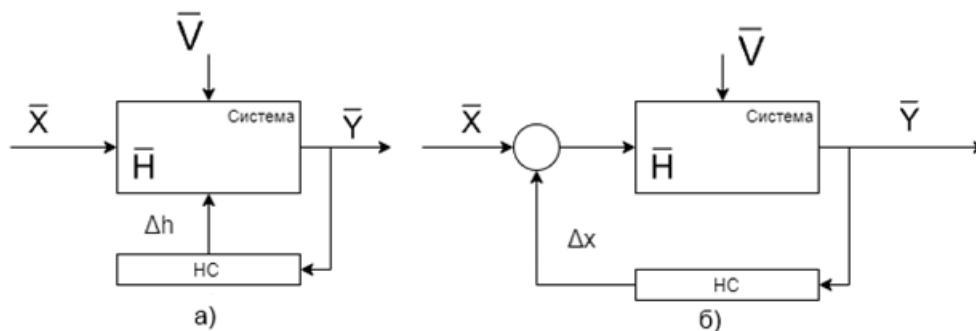 V̅
X̅
Система
Y̅
H̅
Δh
НС
а)
V̅
X̅
Система
Y̅
H̅
Δx
НС
б)